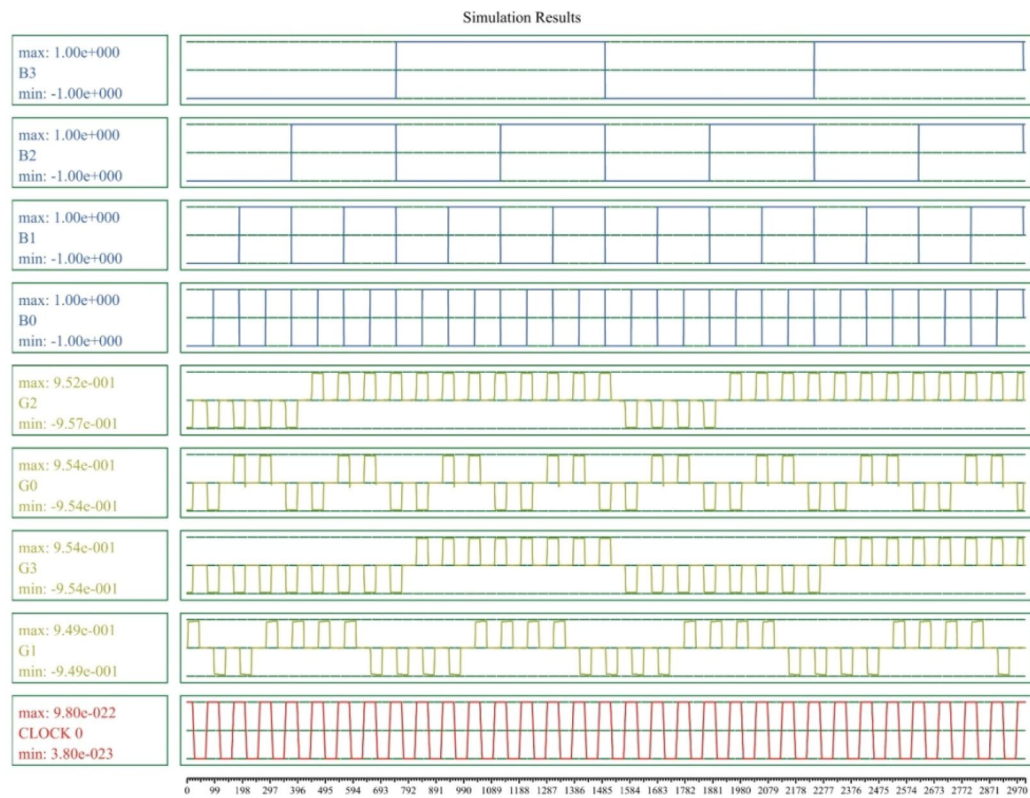 Simulation Results
max: 1.00e+000
B3
min: -1.00e+000
max: 1.00e+000
B2
min: -1.00e+000
max: 1.00e+000
B1
min: -1.00e+000
max: 1.00e+000
B0
min: -1.00e+000
max: 9.52e-001
G2
min: -9.57e-001
max: 9.54e-001
G0
min: -9.54e-001
max: 9.54e-001
G3
min: -9.54e-001
max: 9.49e-001
G1
min: -9.49e-001
max: 9.80e-022
CLOCK 0
min: 3.80e-023
0 99 198 297 396 495 594 693 792 891 990 1089 1188 1287 1386 1485 1584 1683 1782 1881 1980 2079 2178 2277 2376 2475 2574 2673 2772 2871 2970